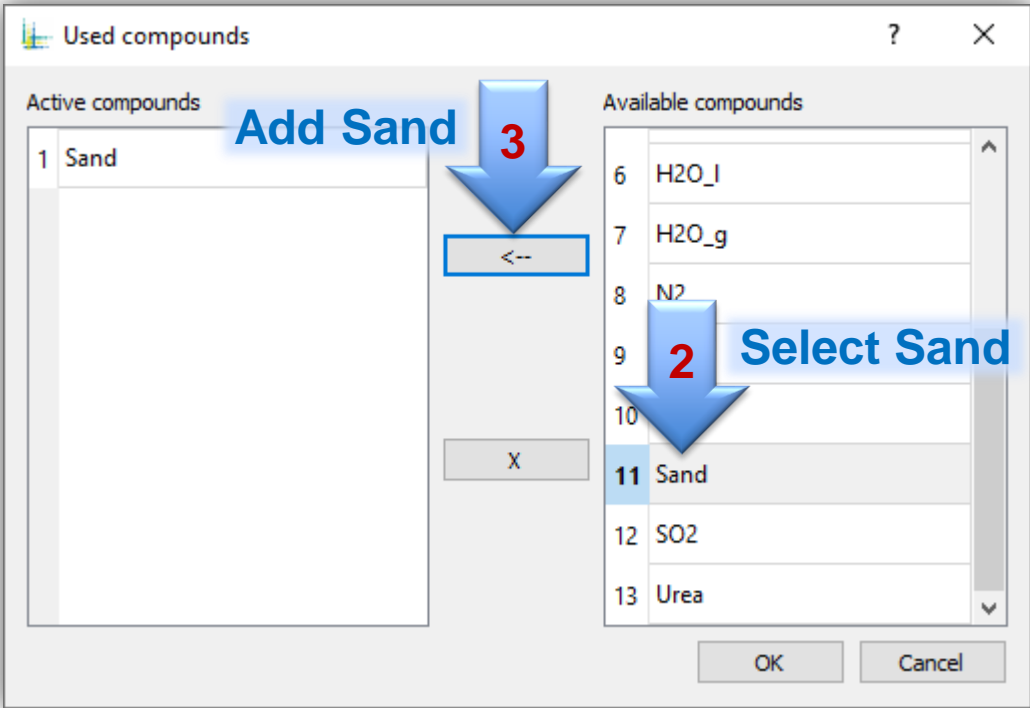 Used compounds
?
Active compounds
Available compounds
Add Sand
3
1 Sand
6 H2O_l
7 H2O_g
<--
8 N2
9
2
Select Sand
10
X
11 Sand
12 SO2
13 Urea
OK
Cancel